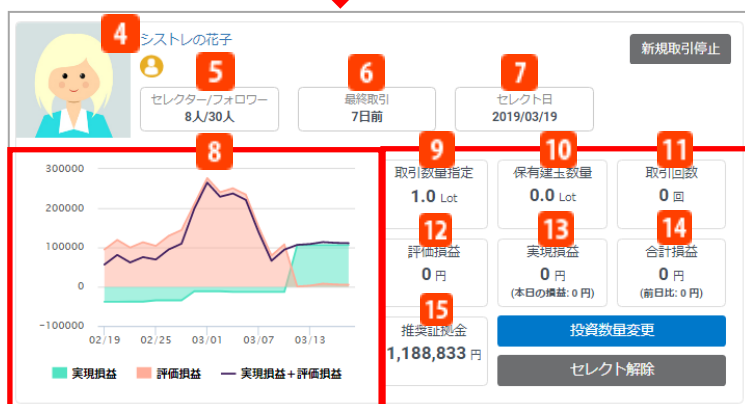 4
シストレの花子
新規取引停止
5
セレクター/フォロワー
8人/30人
6
最終取引
7日前
7
セレクト日
2019/03/19
8
300000
200000
100000
0
-100000
02/19 02/25 03/01 03/07 03/13
実現損益 評価損益 実現損益+評価損益
9
取引数量指定
1.0 Lot
10
保有建玉数量
0.0 Lot
11
取引回数
0 回
12
評価損益
0 円
13
実現損益
0 円
(本日の損益: 0 円)
14
合計損益
0 円
(前日比: 0 円)
15
推奨証拠金
1,188,833 円
投資数量変更
セレクト解除